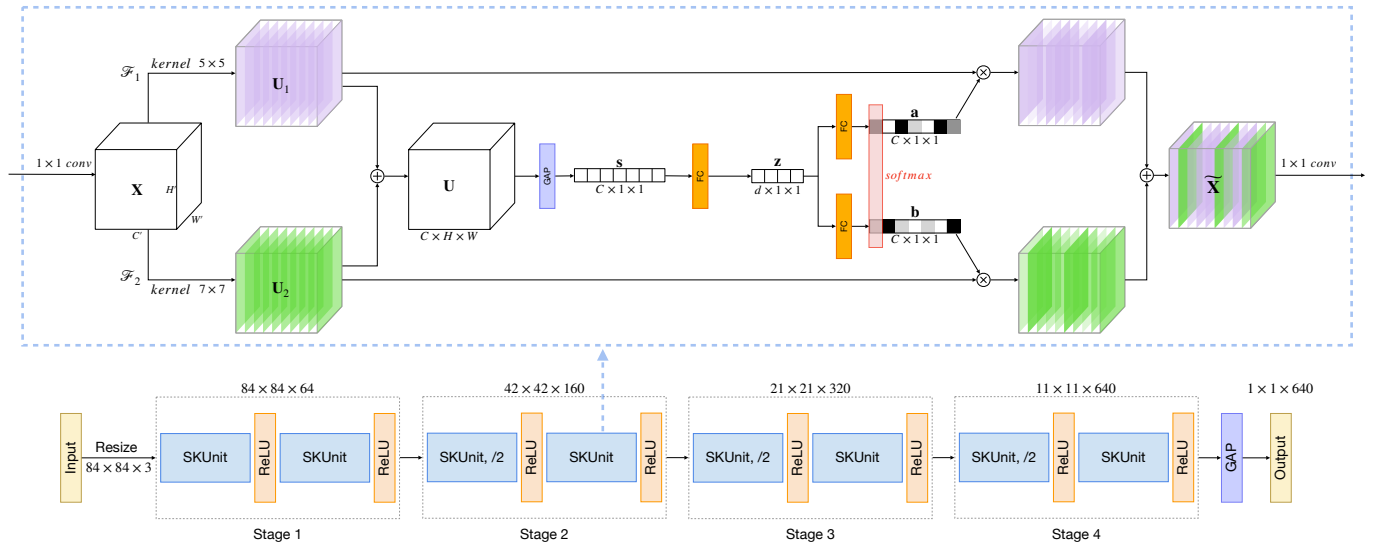 ℱ₁ kernel 5 × 5
U₁
1 × 1 conv
X
H'
W'
C'
ℱ₂ kernel 7 × 7
U₂
U
C × H × W
GAP
s
C × 1 × 1
FC
z
d × 1 × 1
FC
a
C × 1 × 1
softmax
FC
b
C × 1 × 1
X̃
1 × 1 conv
84 × 84 × 64
42 × 42 × 160
21 × 21 × 320
11 × 11 × 640
1 × 1 × 640
Input
Resize
84 × 84 × 3
SKUnit
ReLU
SKUnit
ReLU
SKUnit, /2
ReLU
SKUnit
ReLU
SKUnit, /2
ReLU
SKUnit
ReLU
SKUnit, /2
ReLU
SKUnit
ReLU
GAP
Output
Stage 1
Stage 2
Stage 3
Stage 4